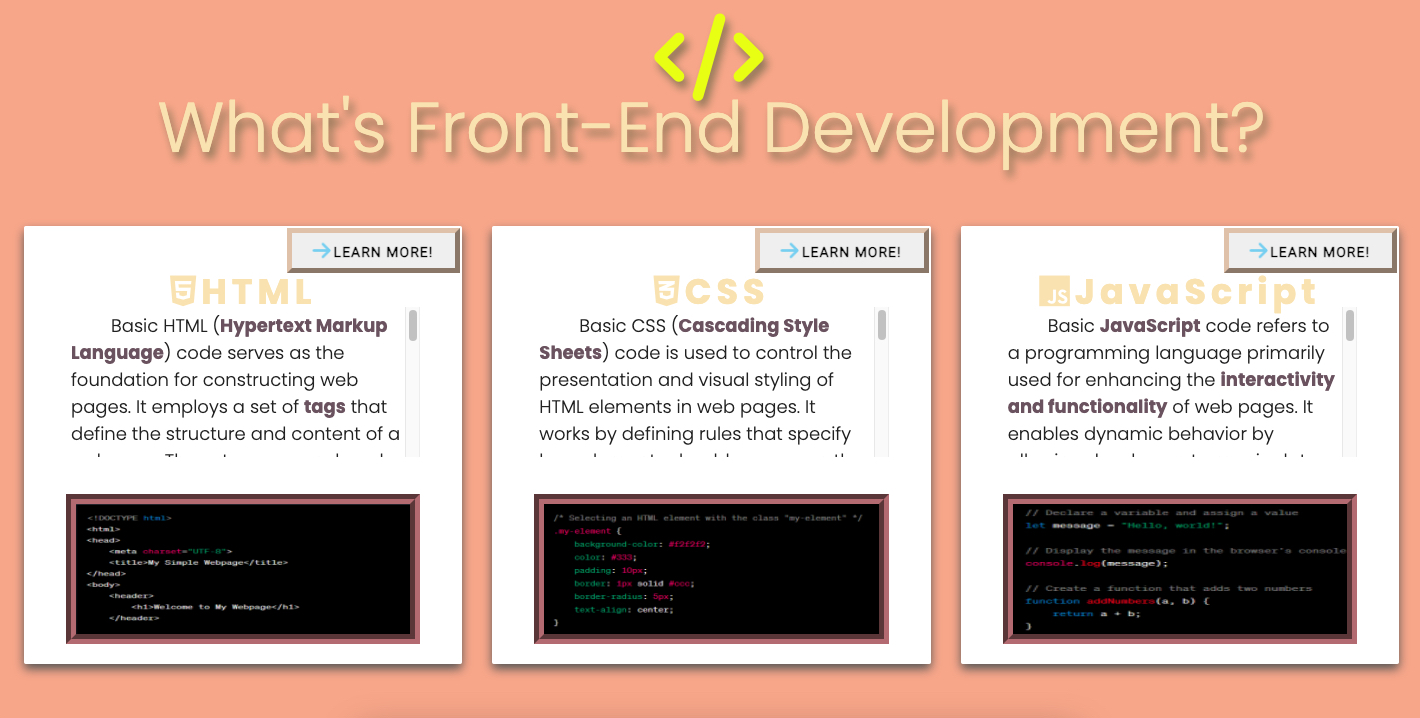 </>
What's Front-End Development?
LEARN MORE!
HTML
Basic HTML (Hypertext Markup
Language) code serves as the
foundation for constructing web
pages. It employs a set of tags that
define the structure and content of a
<!DOCTYPE html>
<html>
<head>
<meta charset="UTF-8">
<title>My Simple Webpage</title>
</head>
<body>
<header>
<h1>Welcome to My Webpage</h1>
</header>
LEARN MORE!
CSS
Basic CSS (Cascading Style
Sheets) code is used to control the
presentation and visual styling of
HTML elements in web pages. It
works by defining rules that specify
/* Selecting an HTML element with the class "my-element" */
.my-element {
background-color: #f2f2f2;
color: #333;
padding: 10px;
border: 1px solid #ccc;
border-radius: 5px;
text-align: center;
}
LEARN MORE!
JS JavaScript
Basic JavaScript code refers to
a programming language primarily
used for enhancing the interactivity
and functionality of web pages. It
enables dynamic behavior by
// Declare a variable and assign a value
let message = "Hello, world!";
// Display the message in the browser's console
console.log(message);
// Create a function that adds two numbers
function addNumbers(a, b) {
return a + b;
}